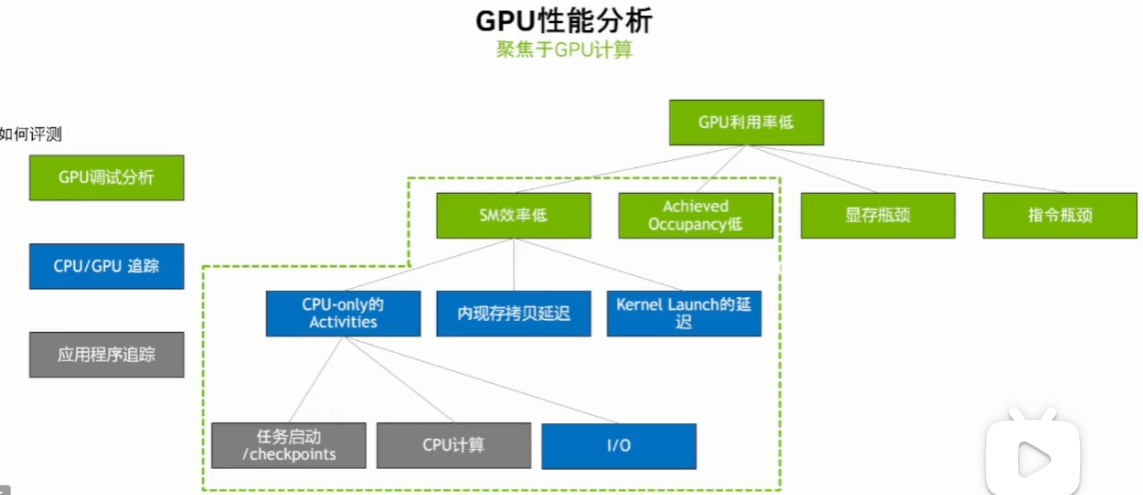 GPU性能分析
聚焦于GPU计算
如何评测
GPU利用率低
GPU调试分析
SM效率低
Achieved
Occupancy低
显存瓶颈
指令瓶颈
CPU/GPU 追踪
CPU-only的
Activities
内现存拷贝延迟
Kernel Launch的延
迟
应用程序追踪
任务启动
/checkpoints
CPU计算
I/O